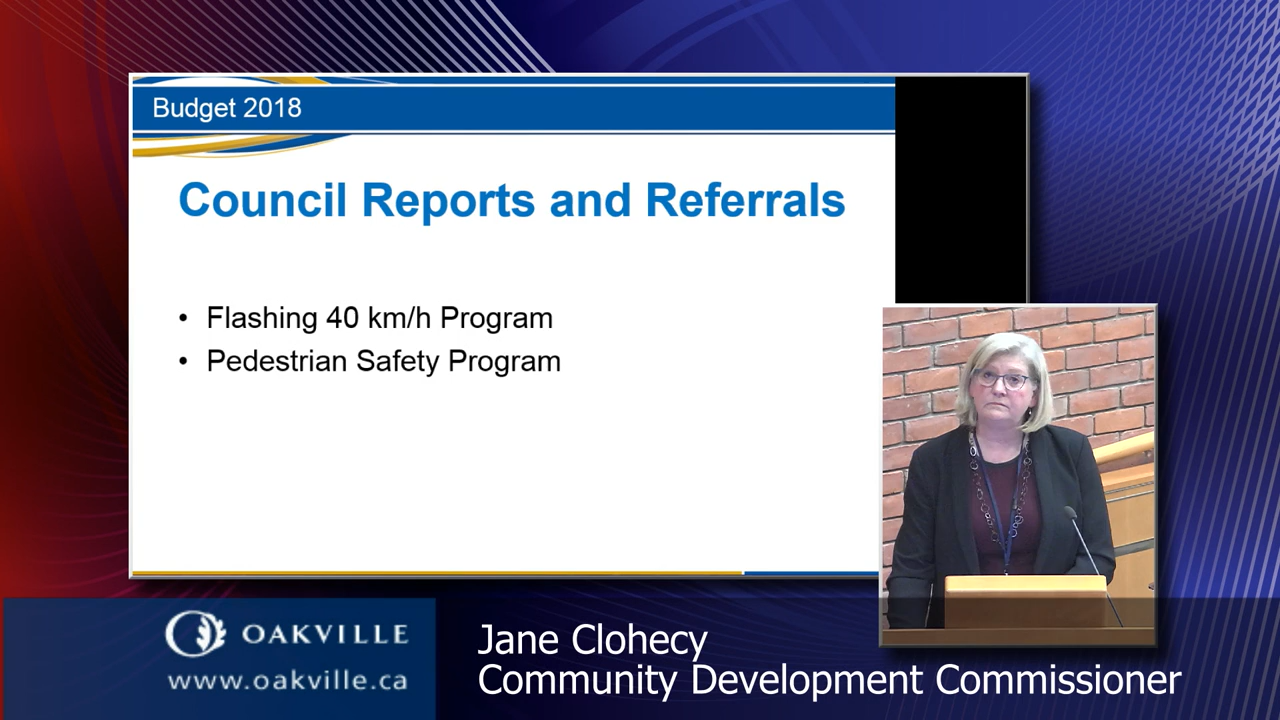 Budget 2018
Council Reports and Referrals
• Flashing 40 km/h Program
• Pedestrian Safety Program
OAKVILLE
www.oakville.ca
Jane Clohecy
Community Development Commissioner